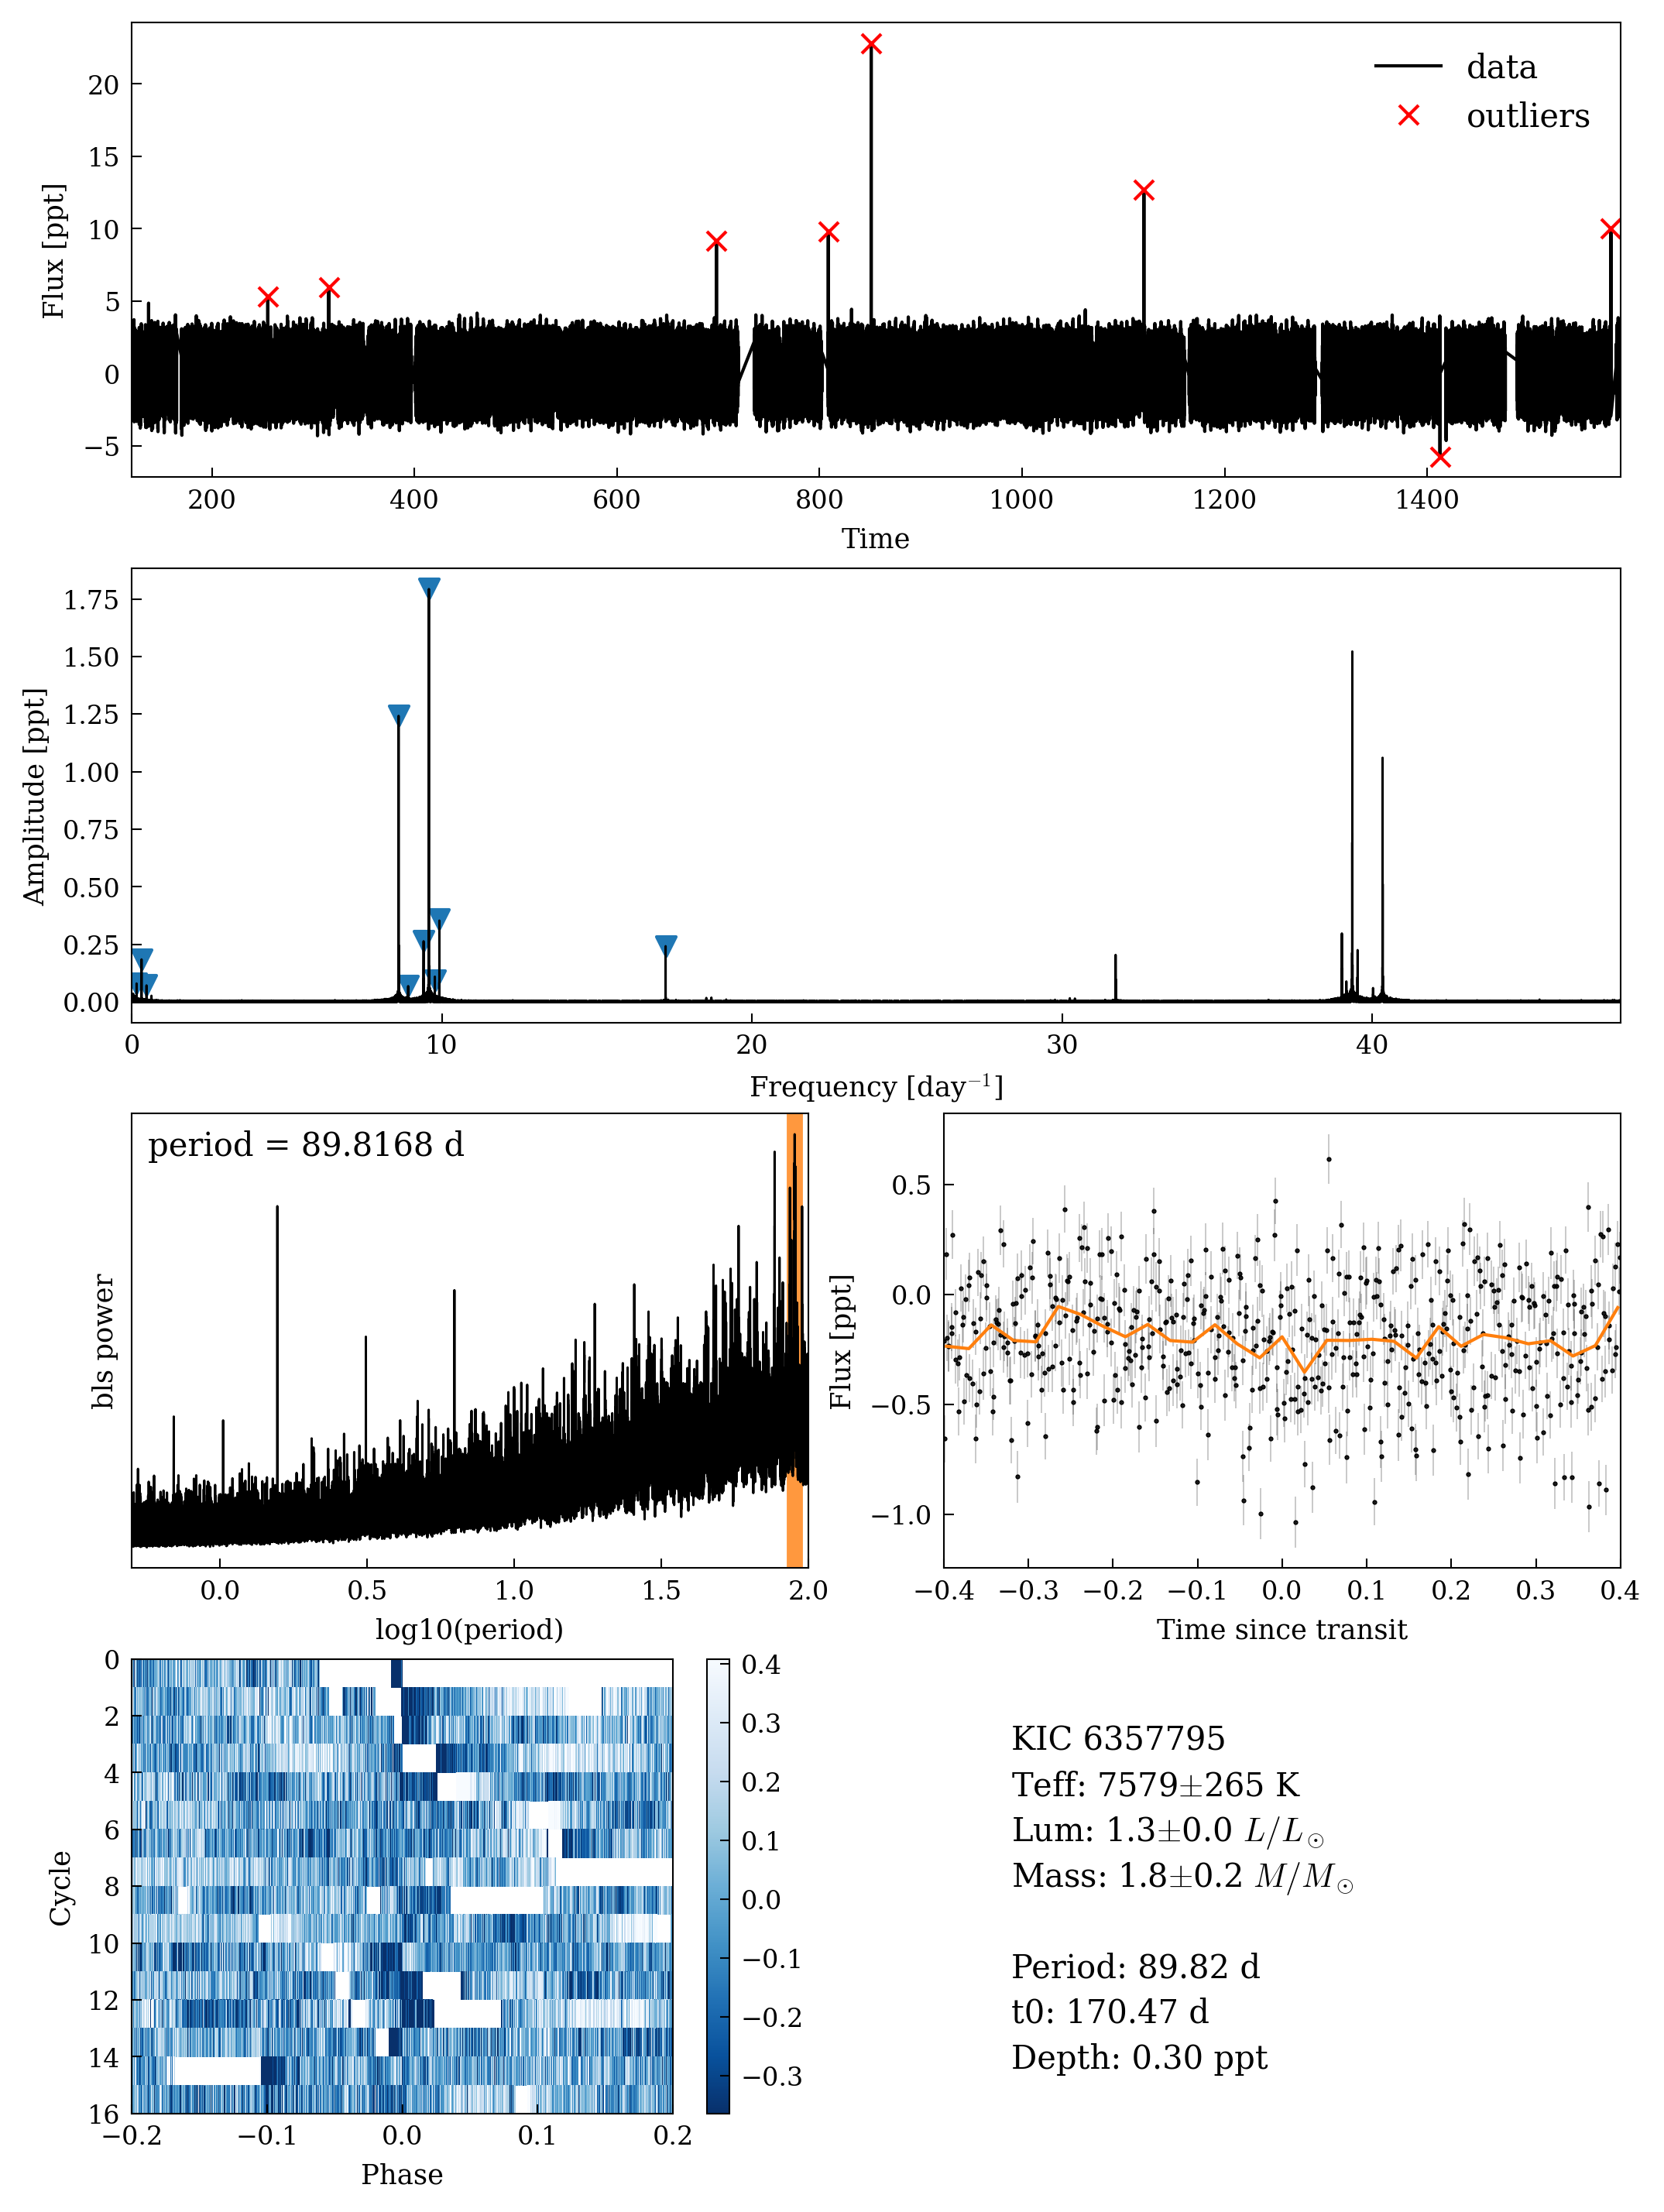 data
outliers
20
15
10
5
0
−5
Flux [ppt]
200 400 600 800 1000 1200 1400
Time
1.75
1.50
1.25
1.00
0.75
0.50
0.25
0.00
Amplitude [ppt]
0 10 20 30 40
Frequency [day⁻¹]
period = 89.8168 d
bls power
0.0 0.5 1.0 1.5 2.0
log10(period)
0.5
0.0
−0.5
−1.0
Flux [ppt]
−0.4 −0.3 −0.2 −0.1 0.0 0.1 0.2 0.3 0.4
Time since transit
0
2
4
6
8
10
12
14
16
Cycle
−0.2 −0.1 0.0 0.1 0.2
Phase
0.4
0.3
0.2
0.1
0.0
−0.1
−0.2
−0.3
KIC 6357795
Teff: 7579±265 K
Lum: 1.3±0.0 L/L⊙
Mass: 1.8±0.2 M/M⊙
Period: 89.82 d
t0: 170.47 d
Depth: 0.30 ppt